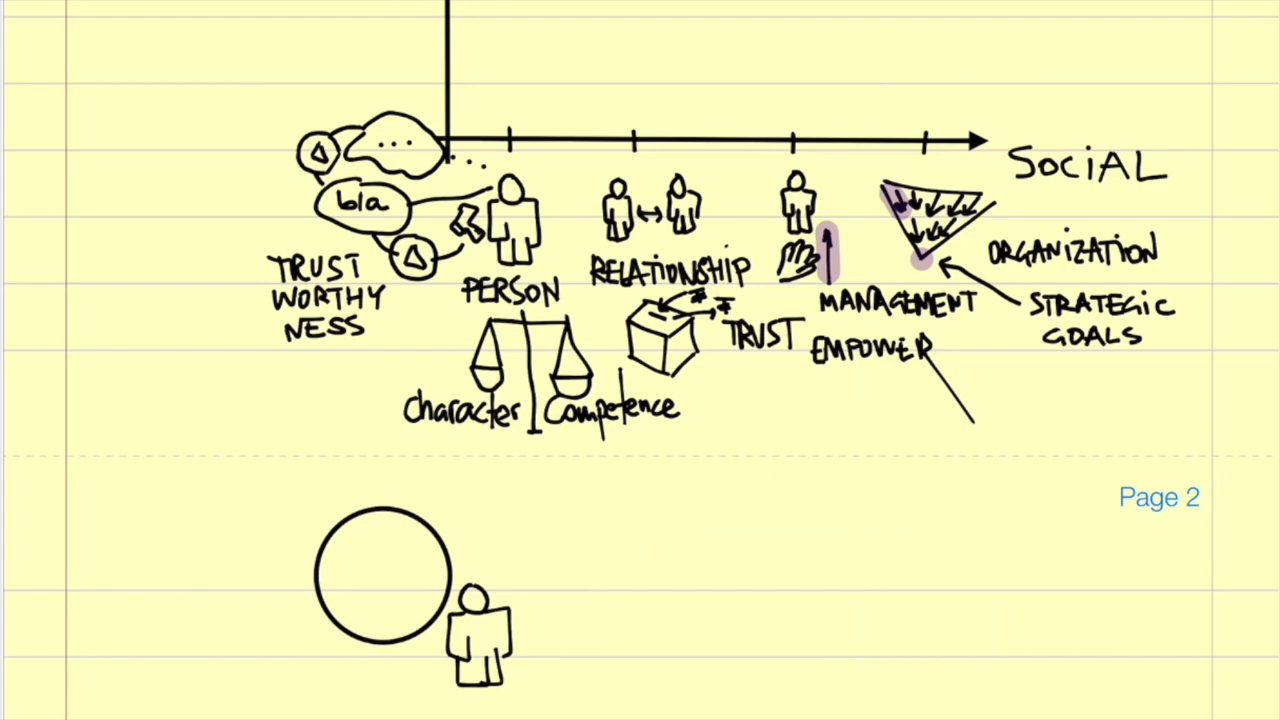 SOCIAL
...
bla
TRUST
WORTHY
NESS
PERSON
RELATIONSHIP
MANAGEMENT
ORGANIZATION
STRATEGIC
GOALS
TRUST
EMPOWER
Character
Competence
Page 2